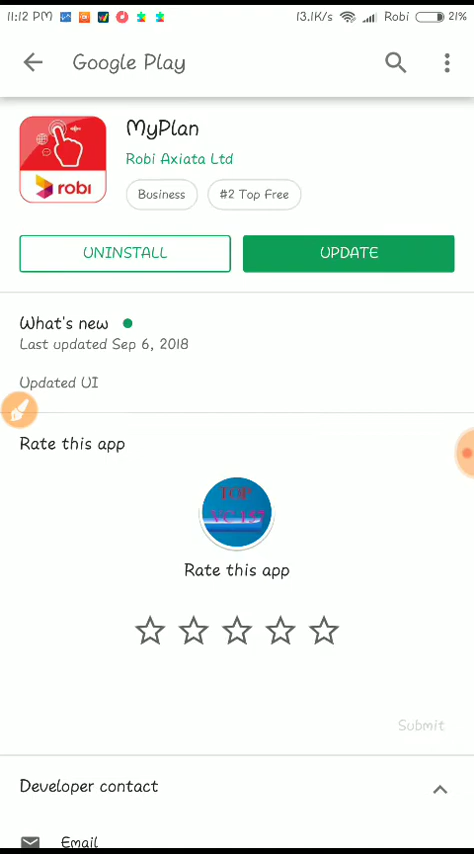 11:12 PM 13.1K/s Robi 21%
Google Play
MyPlan
Robi Axiata Ltd
robi
Business #2 Top Free
UNINSTALL UPDATE
What's new
Last updated Sep 6, 2018
Updated UI
Rate this app
TOP
Rate this app
Submit
Developer contact
Email